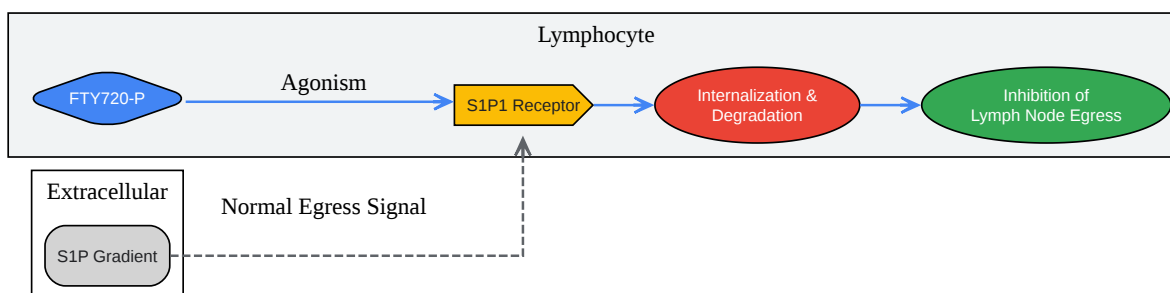 Lymphocyte
FTY720-P
Agonism
S1P1 Receptor
Internalization &
Degradation
Inhibition of
Lymph Node Egress
Extracellular
Normal Egress Signal
S1P Gradient